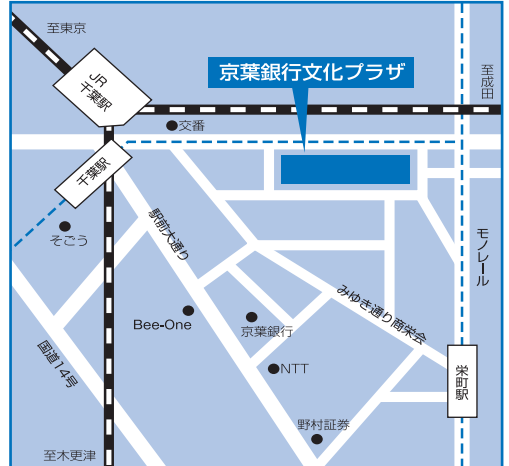 至東京
JR
千葉駅
京葉銀行文化プラザ
至成田
交番
千葉駅
そごう
駅前大通り
モノレール
みゆき通り商栄会
Bee-One
京葉銀行
国道14号
NTT
栄町駅
野村証券
至木更津